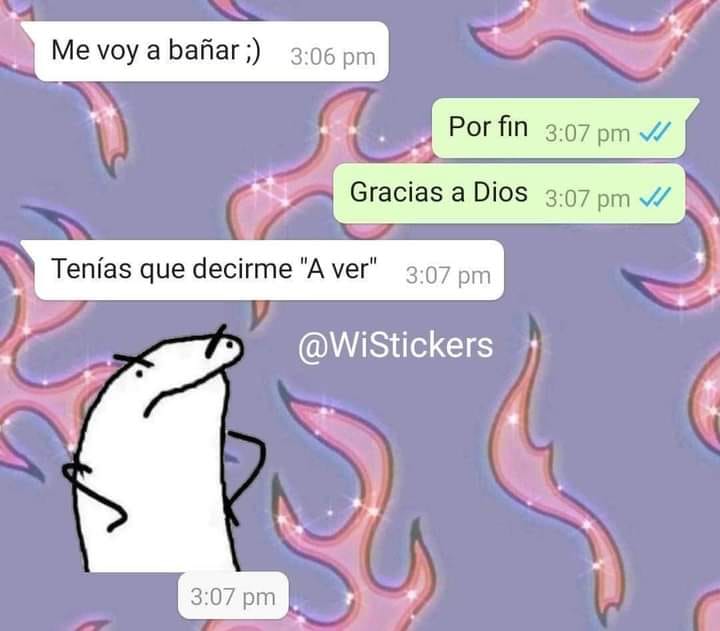 Me voy a bañar ;) 3:06 pm
Por fin 3:07 pm
Gracias a Dios 3:07 pm
Tenías que decirme "A ver" 3:07 pm
@WiStickers
3:07 pm